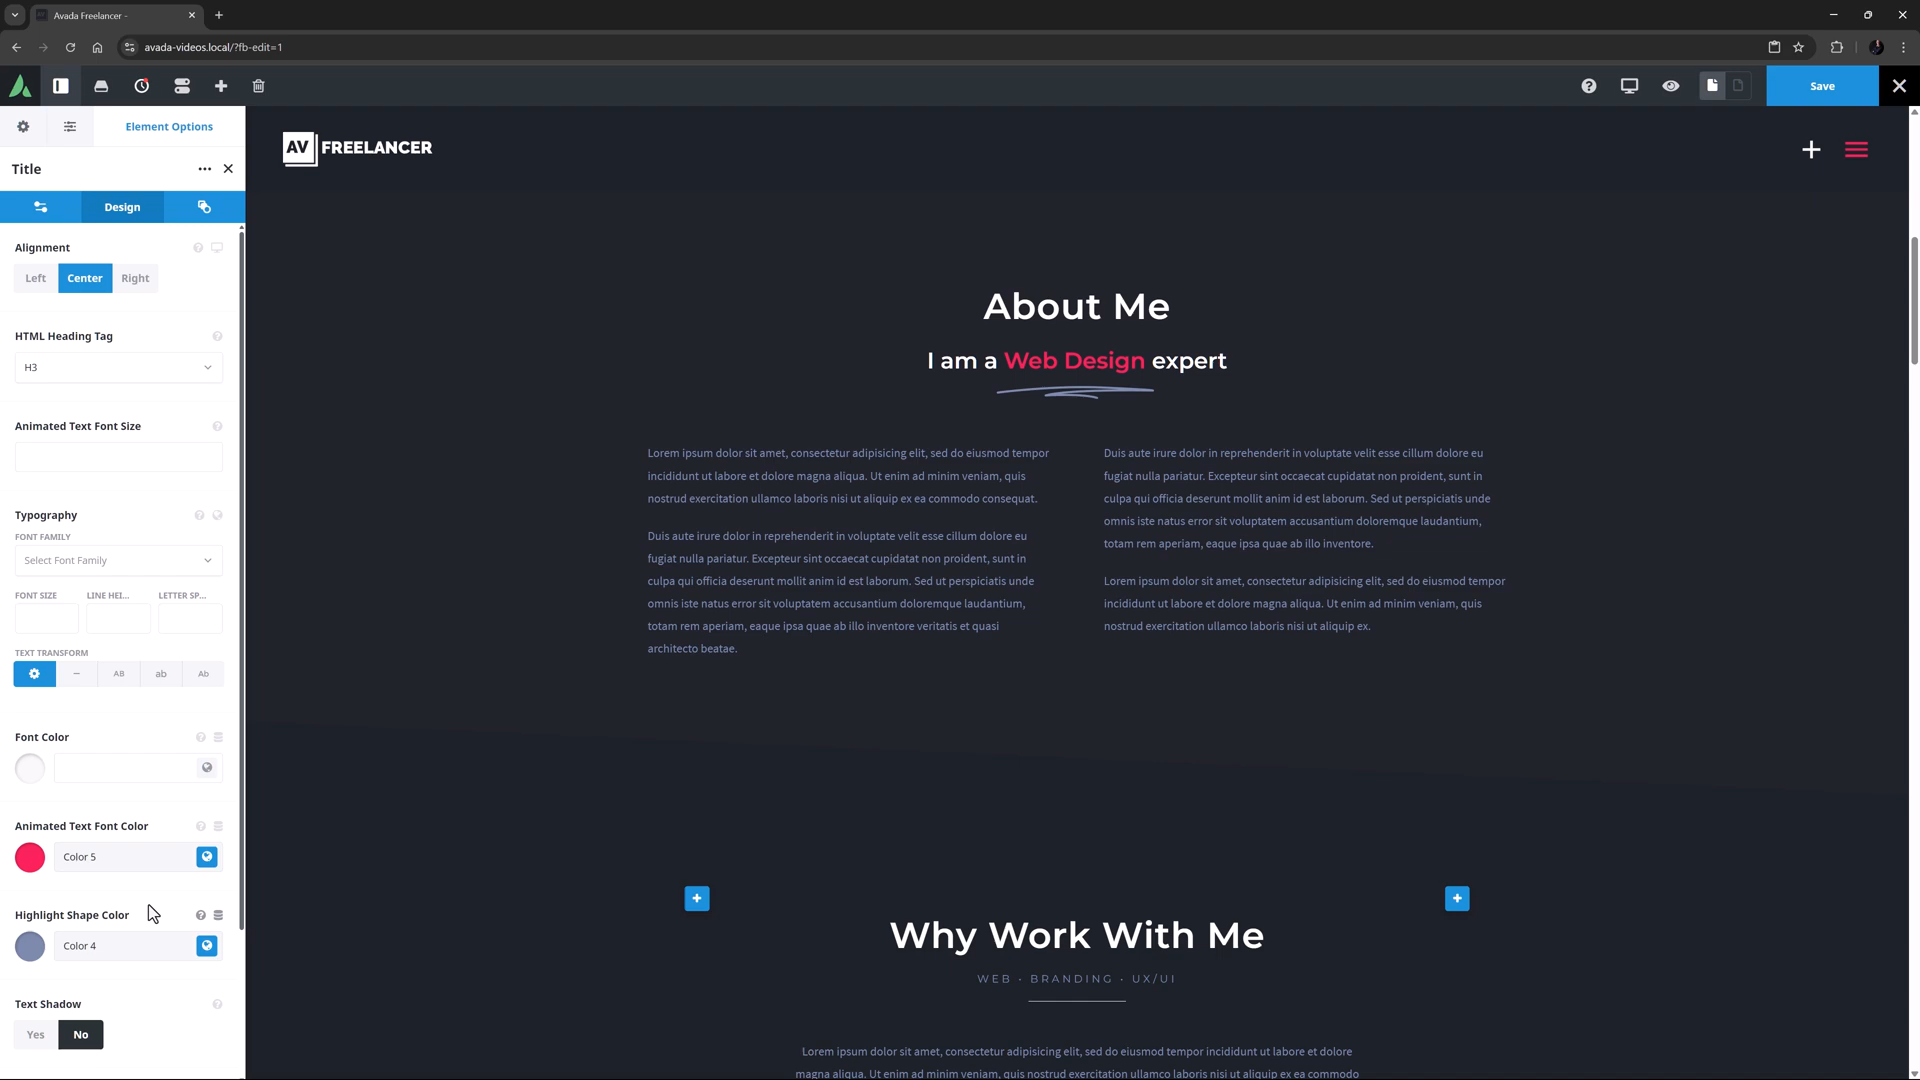 Avada Freelancer -
avada-videos.local/?fb-edit=1
Save
Element Options
Title
Design
Alignment
Left
Center
Right
HTML Heading Tag
H3
Animated Text Font Size
Typography
FONT FAMILY
Select Font Family
FONT SIZE
LINE HEI...
LETTER SP...
TEXT TRANSFORM
AB
ab
Ab
Font Color
Animated Text Font Color
Color 5
Highlight Shape Color
Color 4
Text Shadow
Yes
No
AV FREELANCER
About Me
I am a Web Design expert
Lorem ipsum dolor sit amet, consectetur adipisicing elit, sed do eiusmod tempor
incididunt ut labore et dolore magna aliqua. Ut enim ad minim veniam, quis
nostrud exercitation ullamco laboris nisi ut aliquip ex ea commodo consequat.
Duis aute irure dolor in reprehenderit in voluptate velit esse cillum dolore eu
fugiat nulla pariatur. Excepteur sint occaecat cupidatat non proident, sunt in
culpa qui officia deserunt mollit anim id est laborum. Sed ut perspiciatis unde
omnis iste natus error sit voluptatem accusantium doloremque laudantium,
totam rem aperiam, eaque ipsa quae ab illo inventore veritatis et quasi
architecto beatae.
Duis aute irure dolor in reprehenderit in voluptate velit esse cillum dolore eu
fugiat nulla pariatur. Excepteur sint occaecat cupidatat non proident, sunt in
culpa qui officia deserunt mollit anim id est laborum. Sed ut perspiciatis unde
omnis iste natus error sit voluptatem accusantium doloremque laudantium,
totam rem aperiam, eaque ipsa quae ab illo inventore.
Lorem ipsum dolor sit amet, consectetur adipisicing elit, sed do eiusmod tempor
incididunt ut labore et dolore magna aliqua. Ut enim ad minim veniam, quis
nostrud exercitation ullamco laboris nisi ut aliquip ex.
Why Work With Me
WEB • BRANDING • UX/UI
Lorem ipsum dolor sit amet, consectetur adipisicing elit, sed do eiusmod tempor incididunt ut labore et dolore
magna aliqua. Ut enim ad minim veniam, quis nostrud exercitation ullamco laboris nisi ut aliquip ex ea commodo